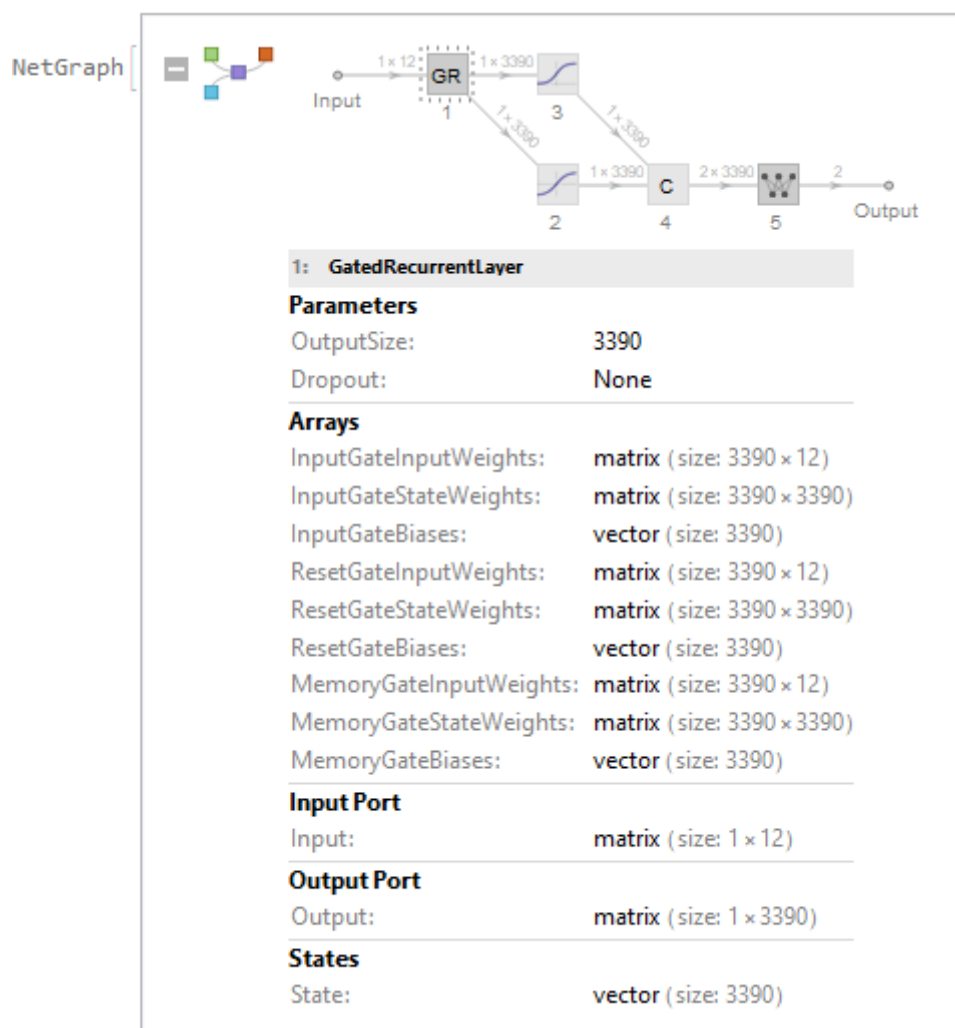 NetGraph
Input
1 × 12
GR
1
1 × 3390
3
1 × 3390
1 × 3390
2
1 × 3390
C
4
2 × 3390
5
2
Output
1: GatedRecurrentLayer
Parameters
OutputSize: 3390
Dropout: None
Arrays
InputGateInputWeights: matrix (size: 3390 × 12)
InputGateStateWeights: matrix (size: 3390 × 3390)
InputGateBiases: vector (size: 3390)
ResetGateInputWeights: matrix (size: 3390 × 12)
ResetGateStateWeights: matrix (size: 3390 × 3390)
ResetGateBiases: vector (size: 3390)
MemoryGateInputWeights: matrix (size: 3390 × 12)
MemoryGateStateWeights: matrix (size: 3390 × 3390)
MemoryGateBiases: vector (size: 3390)
Input Port
Input: matrix (size: 1 × 12)
Output Port
Output: matrix (size: 1 × 3390)
States
State: vector (size: 3390)